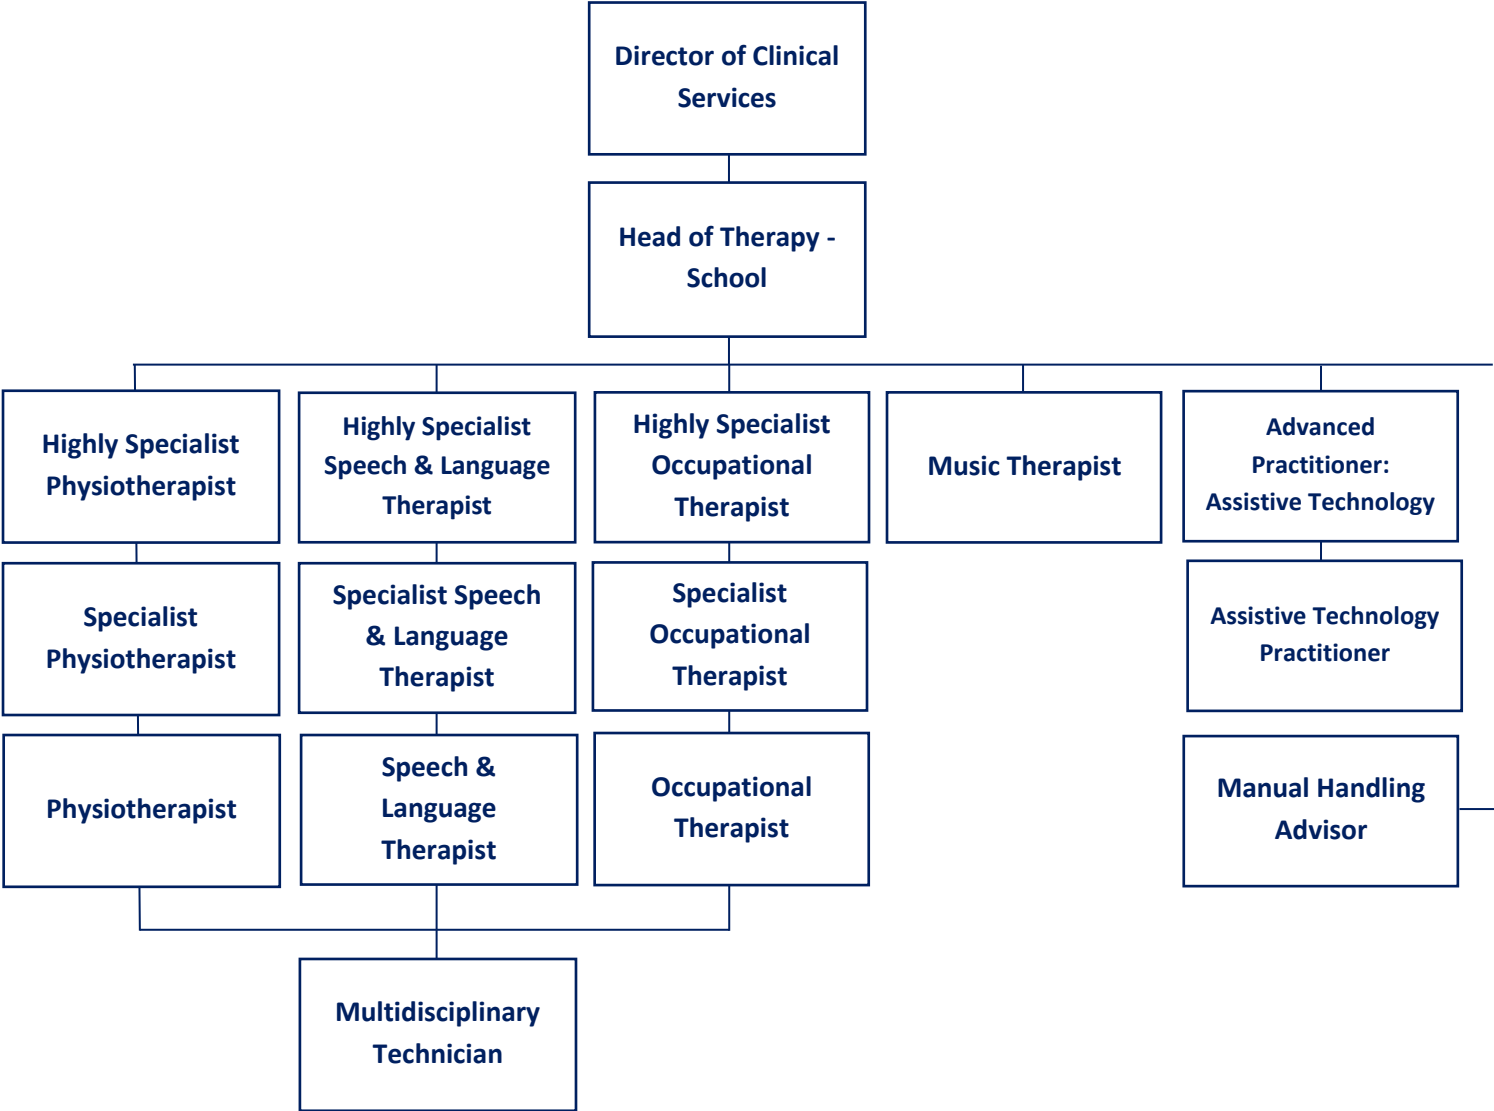 Director of Clinical
Services
Head of Therapy -
School
Highly Specialist
Physiotherapist
Highly Specialist
Speech & Language
Therapist
Highly Specialist
Occupational
Therapist
Music Therapist
Advanced
Practitioner:
Assistive Technology
Specialist
Physiotherapist
Specialist Speech
& Language
Therapist
Specialist
Occupational
Therapist
Assistive Technology
Practitioner
Physiotherapist
Speech &
Language
Therapist
Occupational
Therapist
Manual Handling
Advisor
Multidisciplinary
Technician